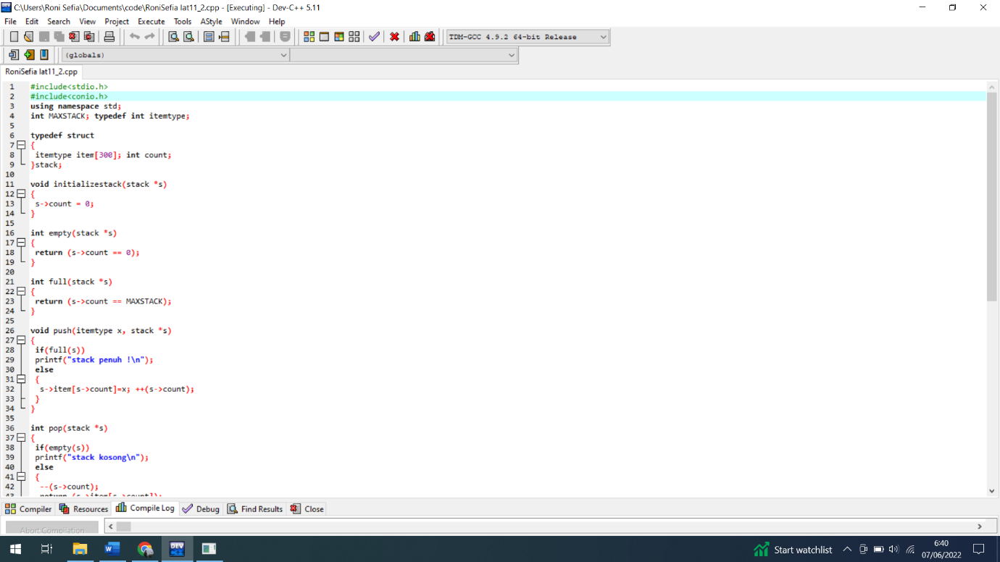 C:\Users\Roni Sefia\Documents\code\RoniSefia lat11_2.cpp - [Executing] - Dev-C++ 5.11
File Edit Search View Project Execute Tools AStyle Window Help
TDM-GCC 4.9.2 64-bit Release
(globals)
RoniSefia lat11_2.cpp
1 #include<stdio.h>
2 #include<conio.h>
3 using namespace std;
4 int MAXSTACK; typedef int itemtype;
5
6 typedef struct
7 {
8 itemtype item[300]; int count;
9 }stack;
10
11 void initializestack(stack *s)
12 {
13 s->count = 0;
14 }
15
16 int empty(stack *s)
17 {
18 return (s->count == 0);
19 }
20
21 int full(stack *s)
22 {
23 return (s->count == MAXSTACK);
24 }
25
26 void push(itemtype x, stack *s)
27 {
28 if(full(s))
29 printf("stack penuh !\n");
30 else
31 {
32 s->item[s->count]=x; ++(s->count);
33 }
34 }
35
36 int pop(stack *s)
37 {
38 if(empty(s))
39 printf("stack kosong\n");
40 else
41 {
42 --(s->count);
43 return (s->item[s->count]);
Compiler Resources Compile Log Debug Find Results Close
Abort Compilation
DEV
Start watchlist
6:40
07/06/2022